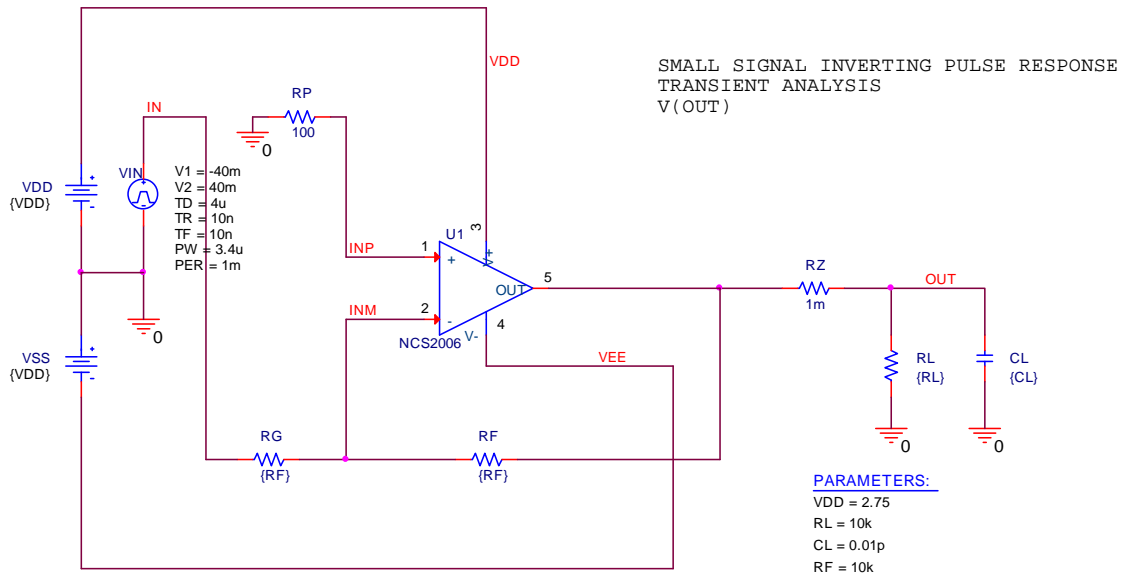 SMALL SIGNAL INVERTING PULSE RESPONSE
TRANSIENT ANALYSIS
V(OUT)
VDD
IN
RP
100
0
VIN
V1 = -40m
V2 = 40m
TD = 4u
TR = 10n
TF = 10n
PW = 3.4u
PER = 1m
+
-
VDD
{VDD}
+
-
0
VSS
{VDD}
+
-
INP
1
+
U1
3
V+
OUT
5
INM
2
-
V-
4
NCS2006
VEE
RZ
1m
OUT
RL
{RL}
0
CL
{CL}
0
RG
{RF}
RF
{RF}
PARAMETERS:
VDD = 2.75
RL = 10k
CL = 0.01p
RF = 10k